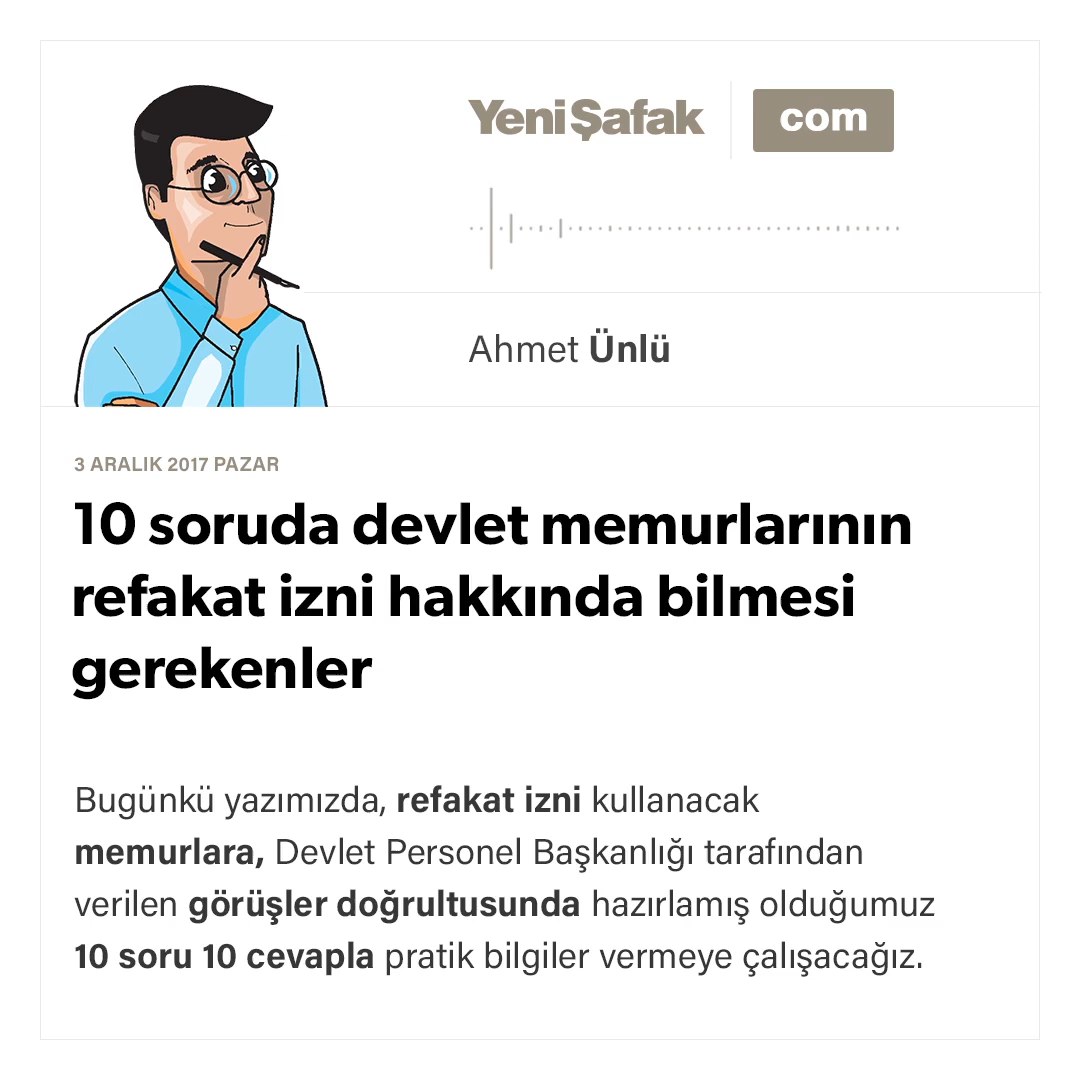 YeniŞafak com
Ahmet Ünlü
3 ARALIK 2017 PAZAR
10 soruda devlet memurlarının
refakat izni hakkında bilmesi
gerekenler
Bugünkü yazımızda, refakat izni kullanacak
memurlara, Devlet Personel Başkanlığı tarafından
verilen görüşler doğrultusunda hazırlamış olduğumuz
10 soru 10 cevapla pratik bilgiler vermeye çalışacağız.